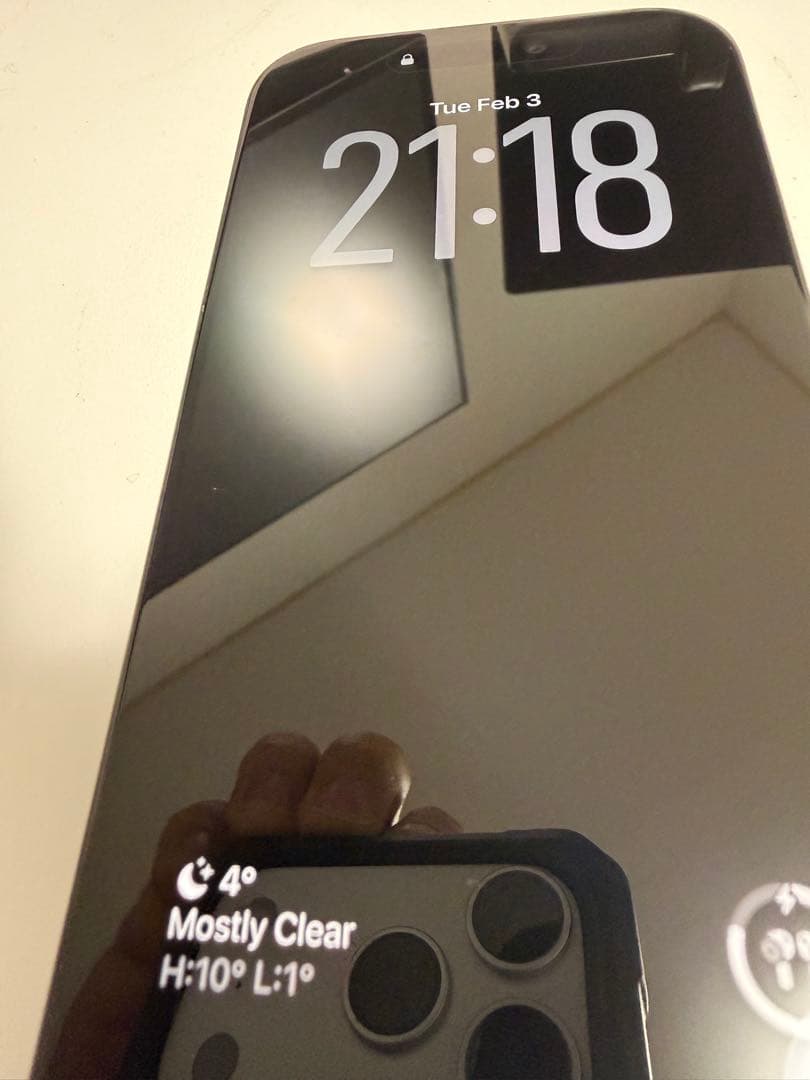 Tue Feb 3
21:18
4°
Mostly Clear
H:10° L:1°